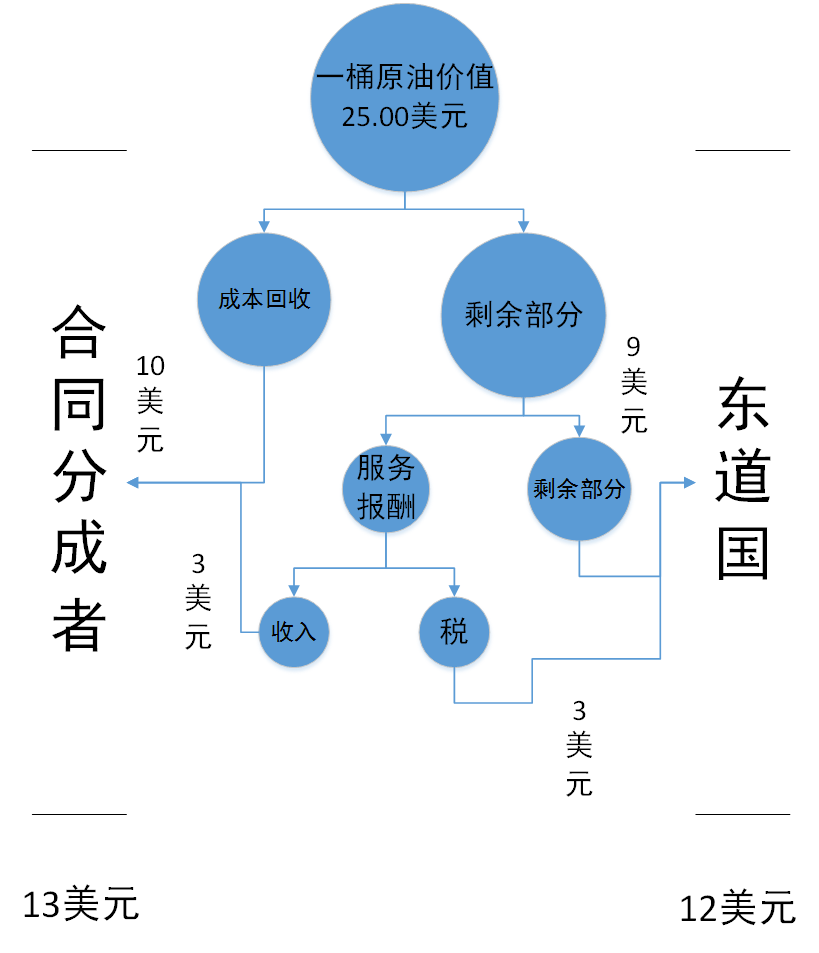 一桶原油价值
25.00美元
成本回收
剩余部分
合同分成者
10美元
9美元
东道国
服务
报酬
剩余部分
3美元
收入
税
3美元
13美元
12美元